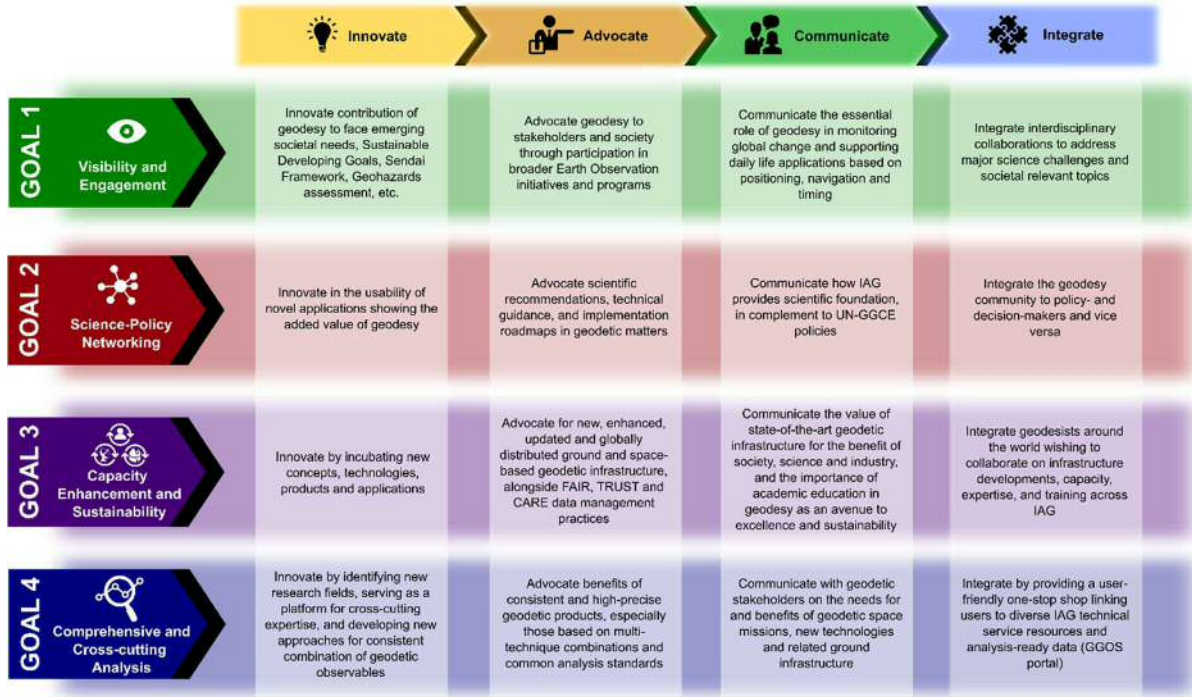 Innovate
Advocate
Communicate
Integrate
GOAL 1
Visibility and
Engagement
Innovate contribution of
geodesy to face emerging
societal needs, Sustainable
Developing Goals, Sendai
Framework, Geohazards
assessment, etc.
Advocate geodesy to
stakeholders and society
through participation in
broader Earth Observation
initiatives and programs
Communicate the essential
role of geodesy in monitoring
global change and supporting
daily life applications based on
positioning, navigation and
timing
Integrate interdisciplinary
collaborations to address
major science challenges and
societal relevant topics
GOAL 2
Science-Policy
Networking
Innovate in the usability of
novel applications showing the
added value of geodesy
Advocate scientific
recommendations, technical
guidance, and implementation
roadmaps in geodetic matters
Communicate how IAG
provides scientific foundation,
in complement to UN-GGCE
policies
Integrate the geodesy
community to policy- and
decision-makers and vice
versa
GOAL 3
Capacity
Enhancement and
Sustainability
Innovate by incubating new
concepts, technologies,
products and applications
Advocate for new, enhanced,
updated and globally
distributed ground and space-
based geodetic infrastructure,
alongside FAIR, TRUST and
CARE data management
practices
Communicate the value of
state-of-the-art geodetic
infrastructure for the benefit of
society, science and industry,
and the importance of
academic education in
geodesy as an avenue to
excellence and sustainability
Integrate geodesists around
the world wishing to
collaborate on infrastructure
developments, capacity,
expertise, and training across
IAG
GOAL 4
Comprehensive and
Cross-cutting
Analysis
Innovate by identifying new
research fields, serving as a
platform for cross-cutting
expertise, and developing new
approaches for consistent
combination of geodetic
observables
Advocate benefits of
consistent and high-precise
geodetic products, especially
those based on multi-
technique combinations and
common analysis standards
Communicate with geodetic
stakeholders on the needs for
and benefits of geodetic space
missions, new technologies
and related ground
infrastructure
Integrate by providing a user-
friendly one-stop shop linking
users to diverse IAG technical
service resources and
analysis-ready data (GGOS
portal)